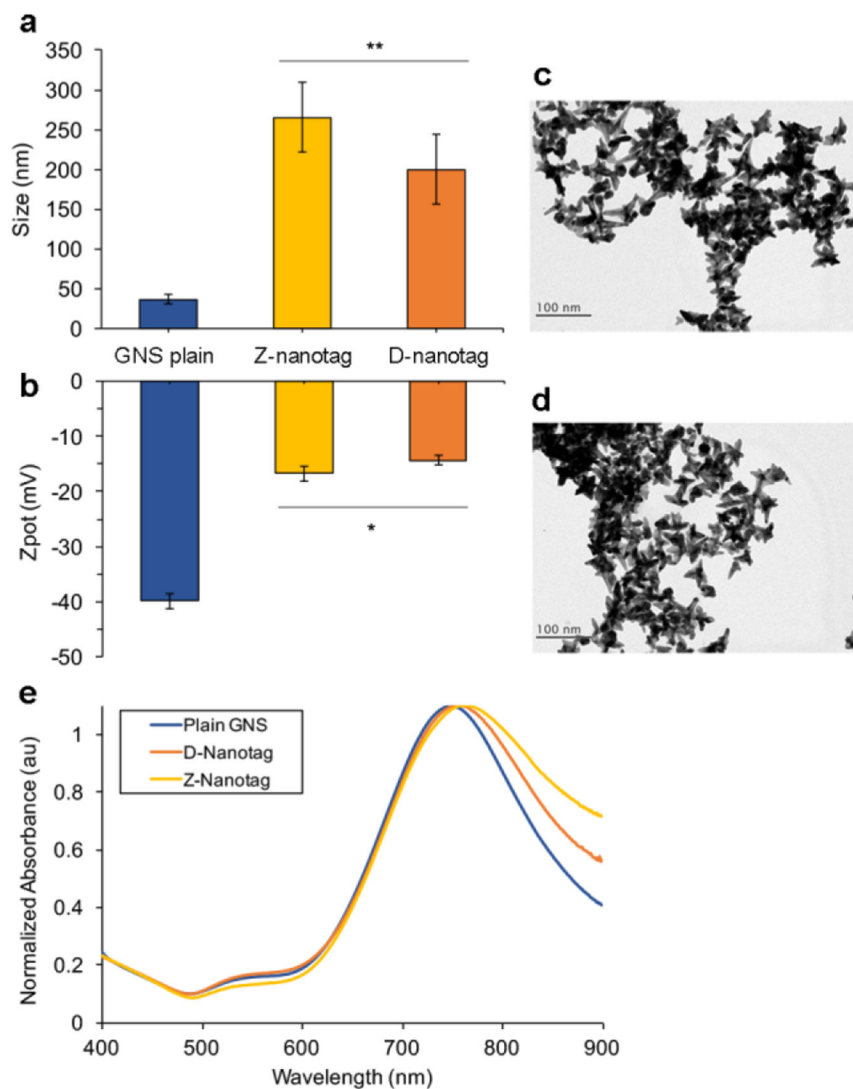 a
350
300
250
200
150
100
50
0
Size (nm)
**
GNS plain
Z-nanotag
D-nanotag
b
0
-10
-20
-30
-40
-50
Zpot (mV)
*
c
100 nm
d
100 nm
e
Plain GNS
D-Nanotag
Z-Nanotag
1
0.8
0.6
0.4
0.2
0
Normalized Absorbance (au)
400
500
600
700
800
900
Wavelength (nm)